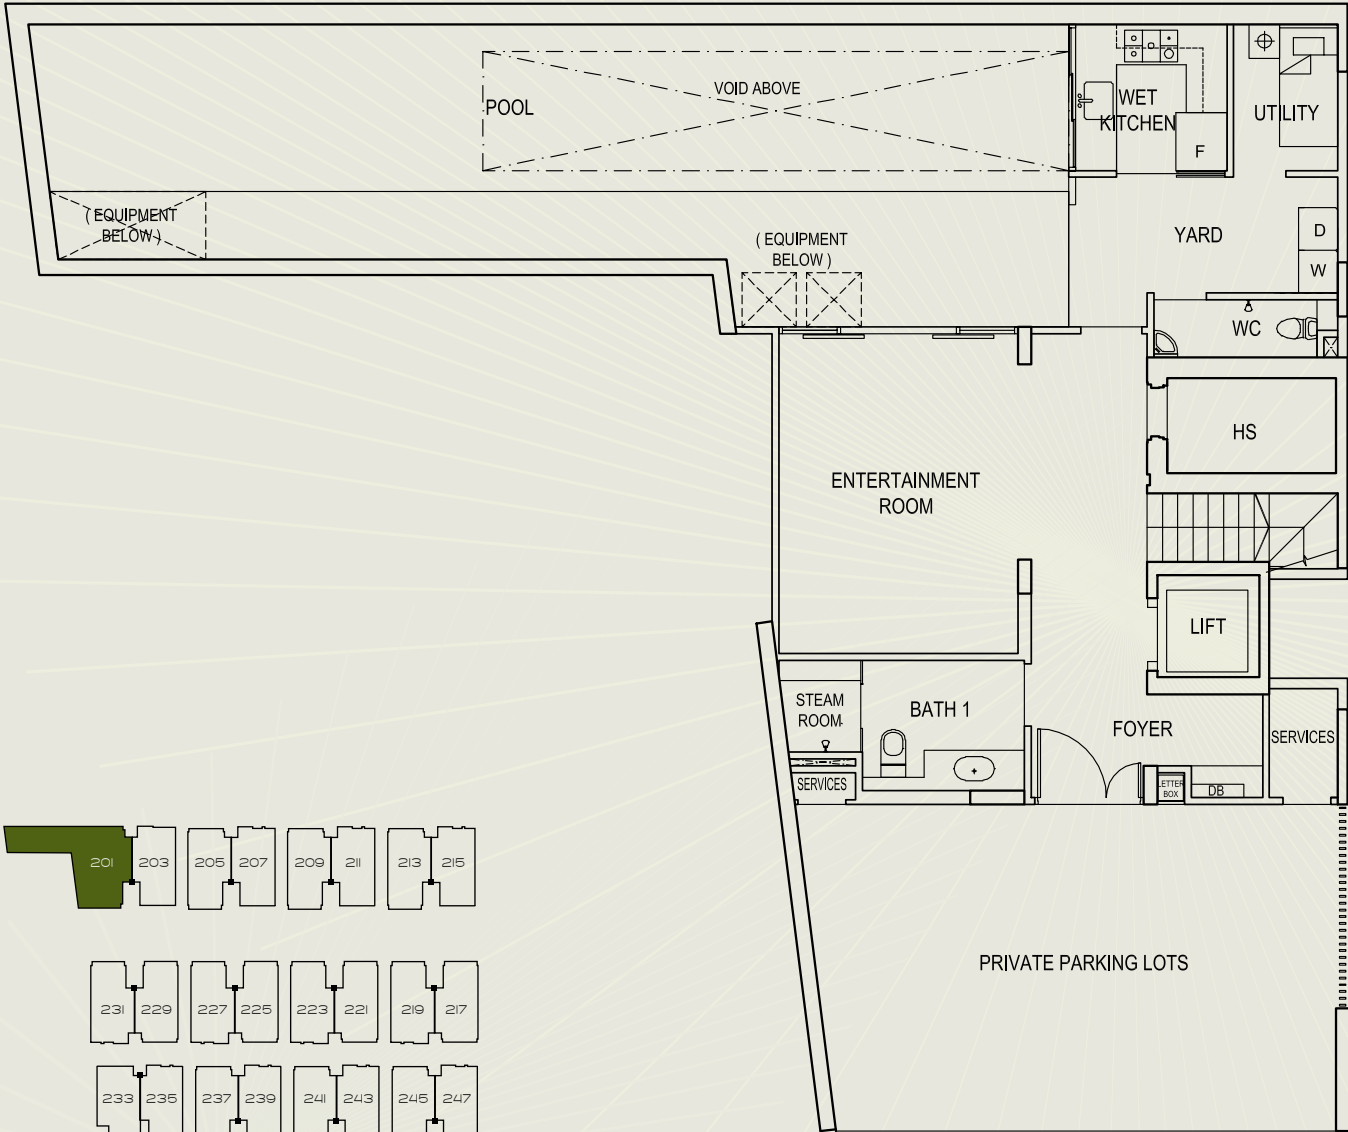 VOID ABOVE
POOL
WET
KITCHEN
UTILITY
F
( EQUIPMENT
BELOW )
( EQUIPMENT
BELOW )
YARD
D
W
WC
HS
ENTERTAINMENT
ROOM
LIFT
STEAM
ROOM
BATH 1
FOYER
SERVICES
SERVICES
LETTER
BOX
DB
PRIVATE PARKING LOTS
201 203 205 207 209 211 213 215
231 229 227 225 223 221 219 217
233 235 237 239 241 243 245 247